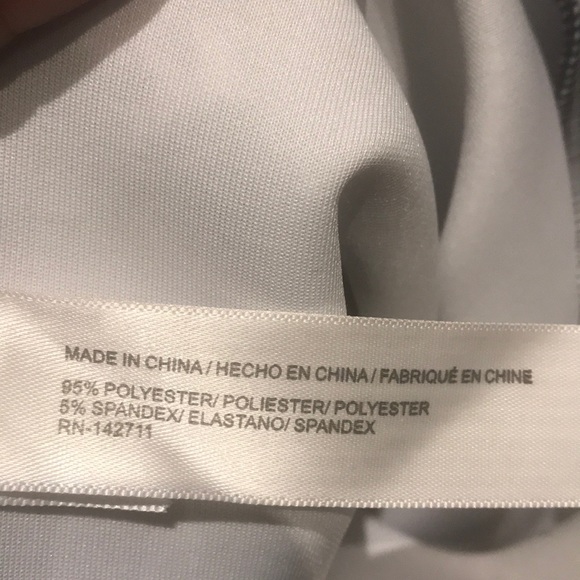 MADE IN CHINA/ HECHO EN CHINA/ FABRIQUÉ EN CHINE
95% POLYESTER/ POLIESTER/ POLYESTER
5% SPANDEX/ ELASTANO/ SPANDEX
RN-142711